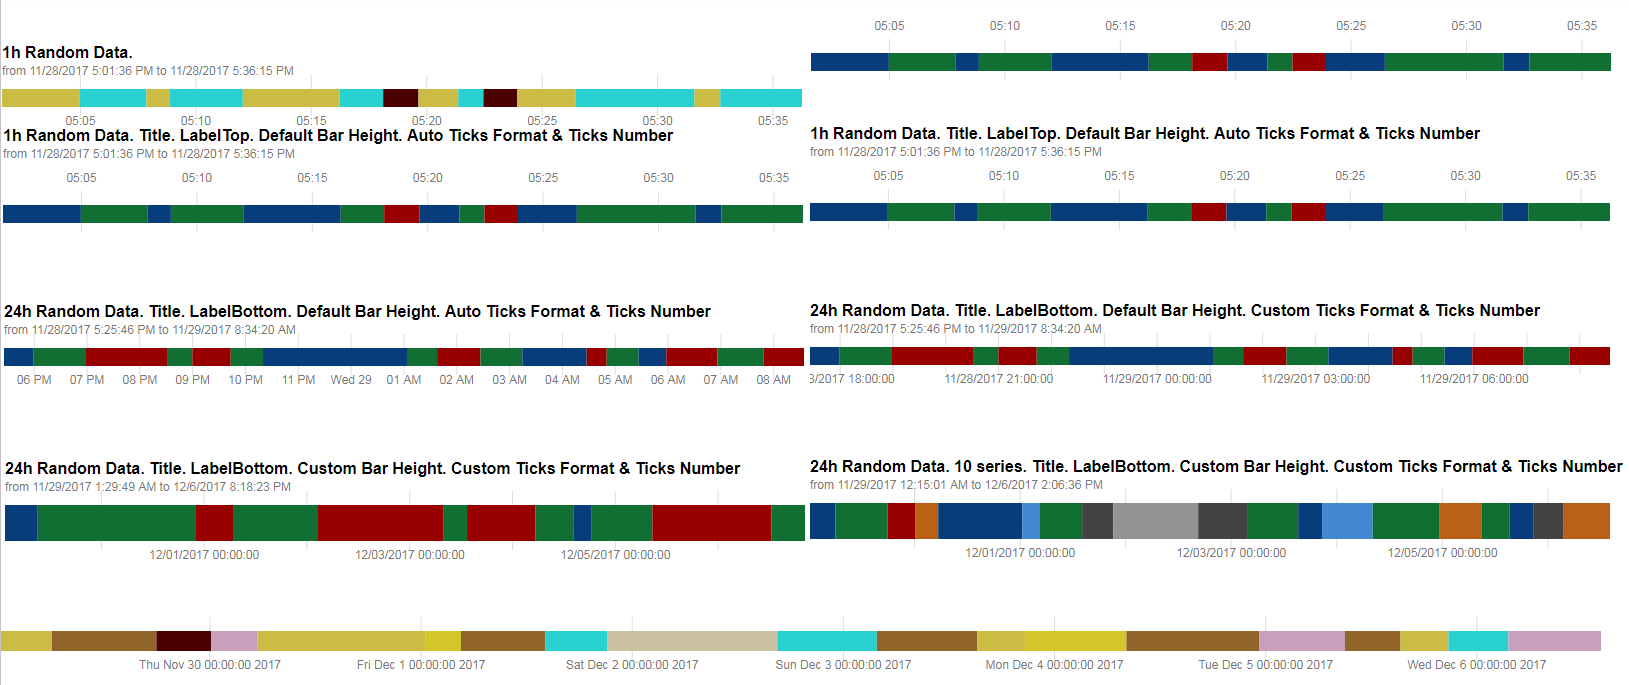 05:05 05:10 05:15 05:20 05:25 05:30 05:35
1h Random Data.
from 11/28/2017 5:01:36 PM to 11/28/2017 5:36:15 PM
05:05 05:10 05:15 05:20 05:25 05:30 05:35
1h Random Data. Title. LabelTop. Default Bar Height. Auto Ticks Format & Ticks Number
from 11/28/2017 5:01:36 PM to 11/28/2017 5:36:15 PM
05:05 05:10 05:15 05:20 05:25 05:30 05:35
1h Random Data. Title. LabelTop. Default Bar Height. Auto Ticks Format & Ticks Number
from 11/28/2017 5:01:36 PM to 11/28/2017 5:36:15 PM
05:05 05:10 05:15 05:20 05:25 05:30 05:35
24h Random Data. Title. LabelBottom. Default Bar Height. Auto Ticks Format & Ticks Number
from 11/28/2017 5:25:46 PM to 11/29/2017 8:34:20 AM
06 PM 07 PM 08 PM 09 PM 10 PM 11 PM Wed 29 01 AM 02 AM 03 AM 04 AM 05 AM 06 AM 07 AM 08 AM
24h Random Data. Title. LabelBottom. Default Bar Height. Custom Ticks Format & Ticks Number
from 11/28/2017 5:25:46 PM to 11/29/2017 8:34:20 AM
/2017 18:00:00 11/28/2017 21:00:00 11/29/2017 00:00:00 11/29/2017 03:00:00 11/29/2017 06:00:00
24h Random Data. Title. LabelBottom. Custom Bar Height. Custom Ticks Format & Ticks Number
from 11/29/2017 1:29:49 AM to 12/6/2017 8:18:23 PM
12/01/2017 00:00:00 12/03/2017 00:00:00 12/05/2017 00:00:00
24h Random Data. 10 series. Title. LabelBottom. Custom Bar Height. Custom Ticks Format & Ticks Number
from 11/29/2017 12:15:01 AM to 12/6/2017 2:06:36 PM
12/01/2017 00:00:00 12/03/2017 00:00:00 12/05/2017 00:00:00
Thu Nov 30 00:00:00 2017 Fri Dec 1 00:00:00 2017 Sat Dec 2 00:00:00 2017 Sun Dec 3 00:00:00 2017 Mon Dec 4 00:00:00 2017 Tue Dec 5 00:00:00 2017 Wed Dec 6 00:00:00 2017